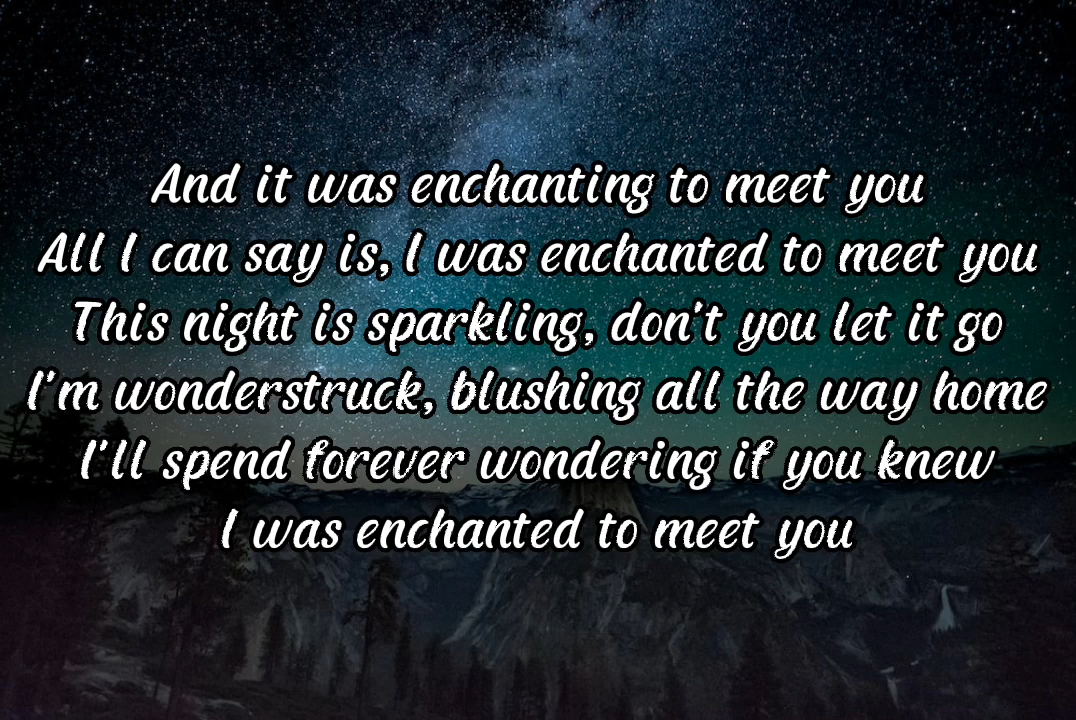 And it was enchanting to meet you
All I can say is, I was enchanted to meet you
This night is sparkling, don't you let it go
I'm wonderstruck, blushing all the way home
I'll spend forever wondering if you knew
I was enchanted to meet you